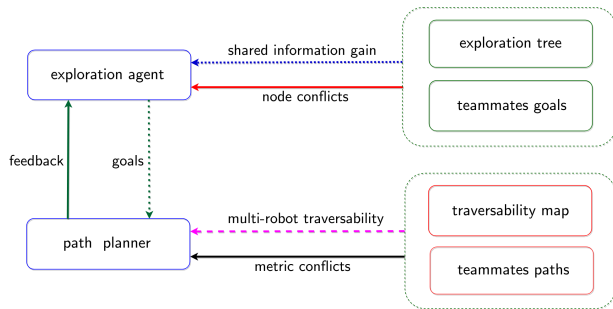 shared information gain
exploration tree
exploration agent
node conflicts
teammates goals
feedback
goals
multi-robot traversability
traversability map
path planner
metric conflicts
teammates paths